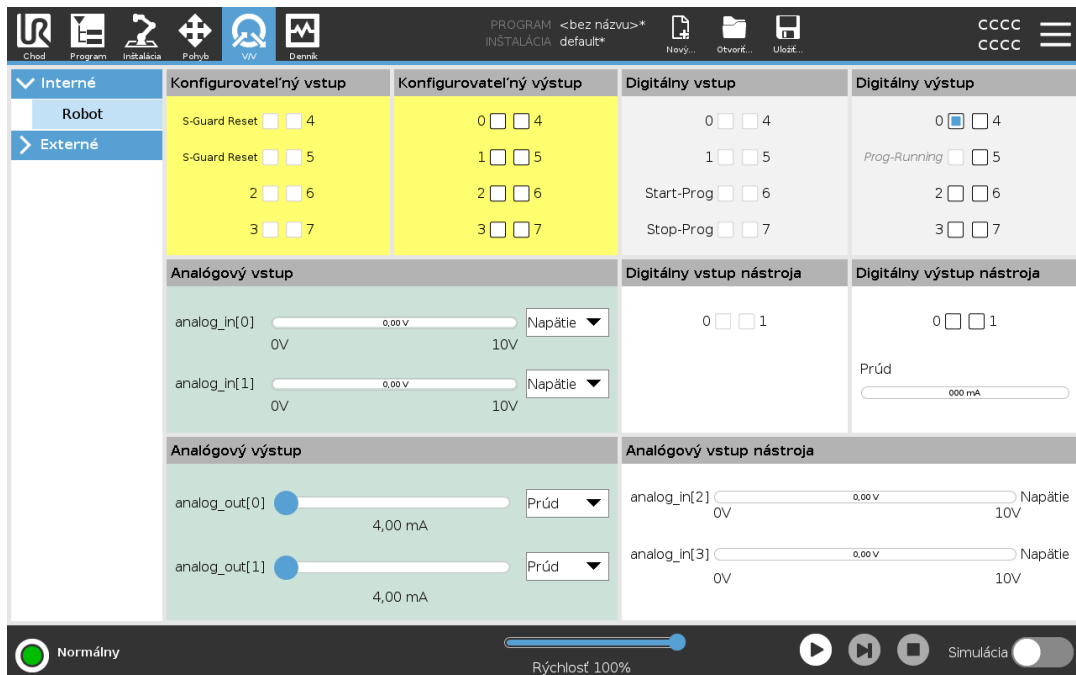 PROGRAM <bez názvu>*
INŠTALÁCIA default*
CCCC
CCCC
Chod Program Inštalácia Pohyb V/V Denník Nový... Otvoriť... Uložiť...
Interné
Robot
Externé
Konfigurovateľný vstup
S-Guard Reset 4
S-Guard Reset 5
2 6
3 7
Konfigurovateľný výstup
0 4
1 5
2 6
3 7
Digitálny vstup
0 4
1 5
Start-Prog 6
Stop-Prog 7
Digitálny výstup
0 4
Prog-Running 5
2 6
3 7
Analógový vstup
analog_in[0] 0,00 V Napätie
0V 10V
analog_in[1] 0,00 V Napätie
0V 10V
Digitálny vstup nástroja
0 1
Digitálny výstup nástroja
0 1
Prúd
000 mA
Analógový výstup
analog_out[0] Prúd
4,00 mA
analog_out[1] Prúd
4,00 mA
Analógový vstup nástroja
analog_in[2] 0,00 V Napätie
0V 10V
analog_in[3] 0,00 V Napätie
0V 10V
Normálny
Rýchlosť 100%
Simulácia